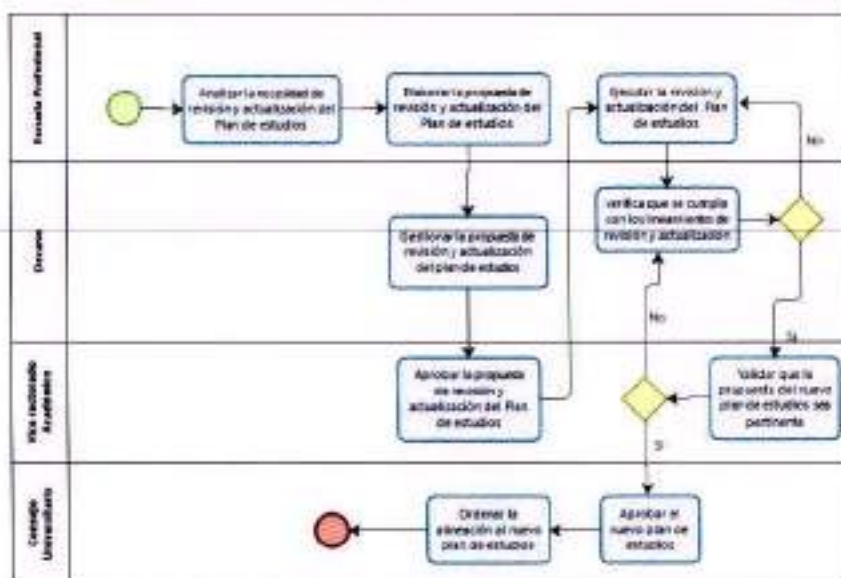 Escuela Profesional
Analizar la necesidad de
revisión y actualización del
Plan de estudios
Elaborar la propuesta de
revisión y actualización del
Plan de estudios
Ejecutar la revisión y
actualización del Plan
de estudios
No
Decano
Gestionar la propuesta de
revisión y actualización
del plan de estudios
verifica que se cumpla
con los lineamientos de
revisión y actualización
No
Si
Vice rectorado
Académico
Aprobar la propuesta
de revisión y
actualización del Plan
de estudios
Validar que la
propuesta del nuevo
plan de estudios sea
pertinente
Si
Consejo
Universitario
Ordenar la
alineación al nuevo
plan de estudios
Aprobar el
nuevo plan de
estudios